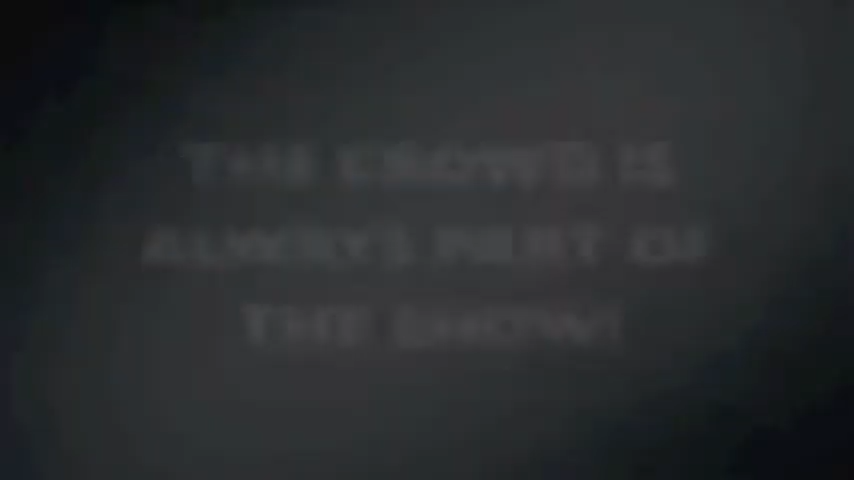 THE CROWD IS
ALWAYS PART OF
THE SHOW!